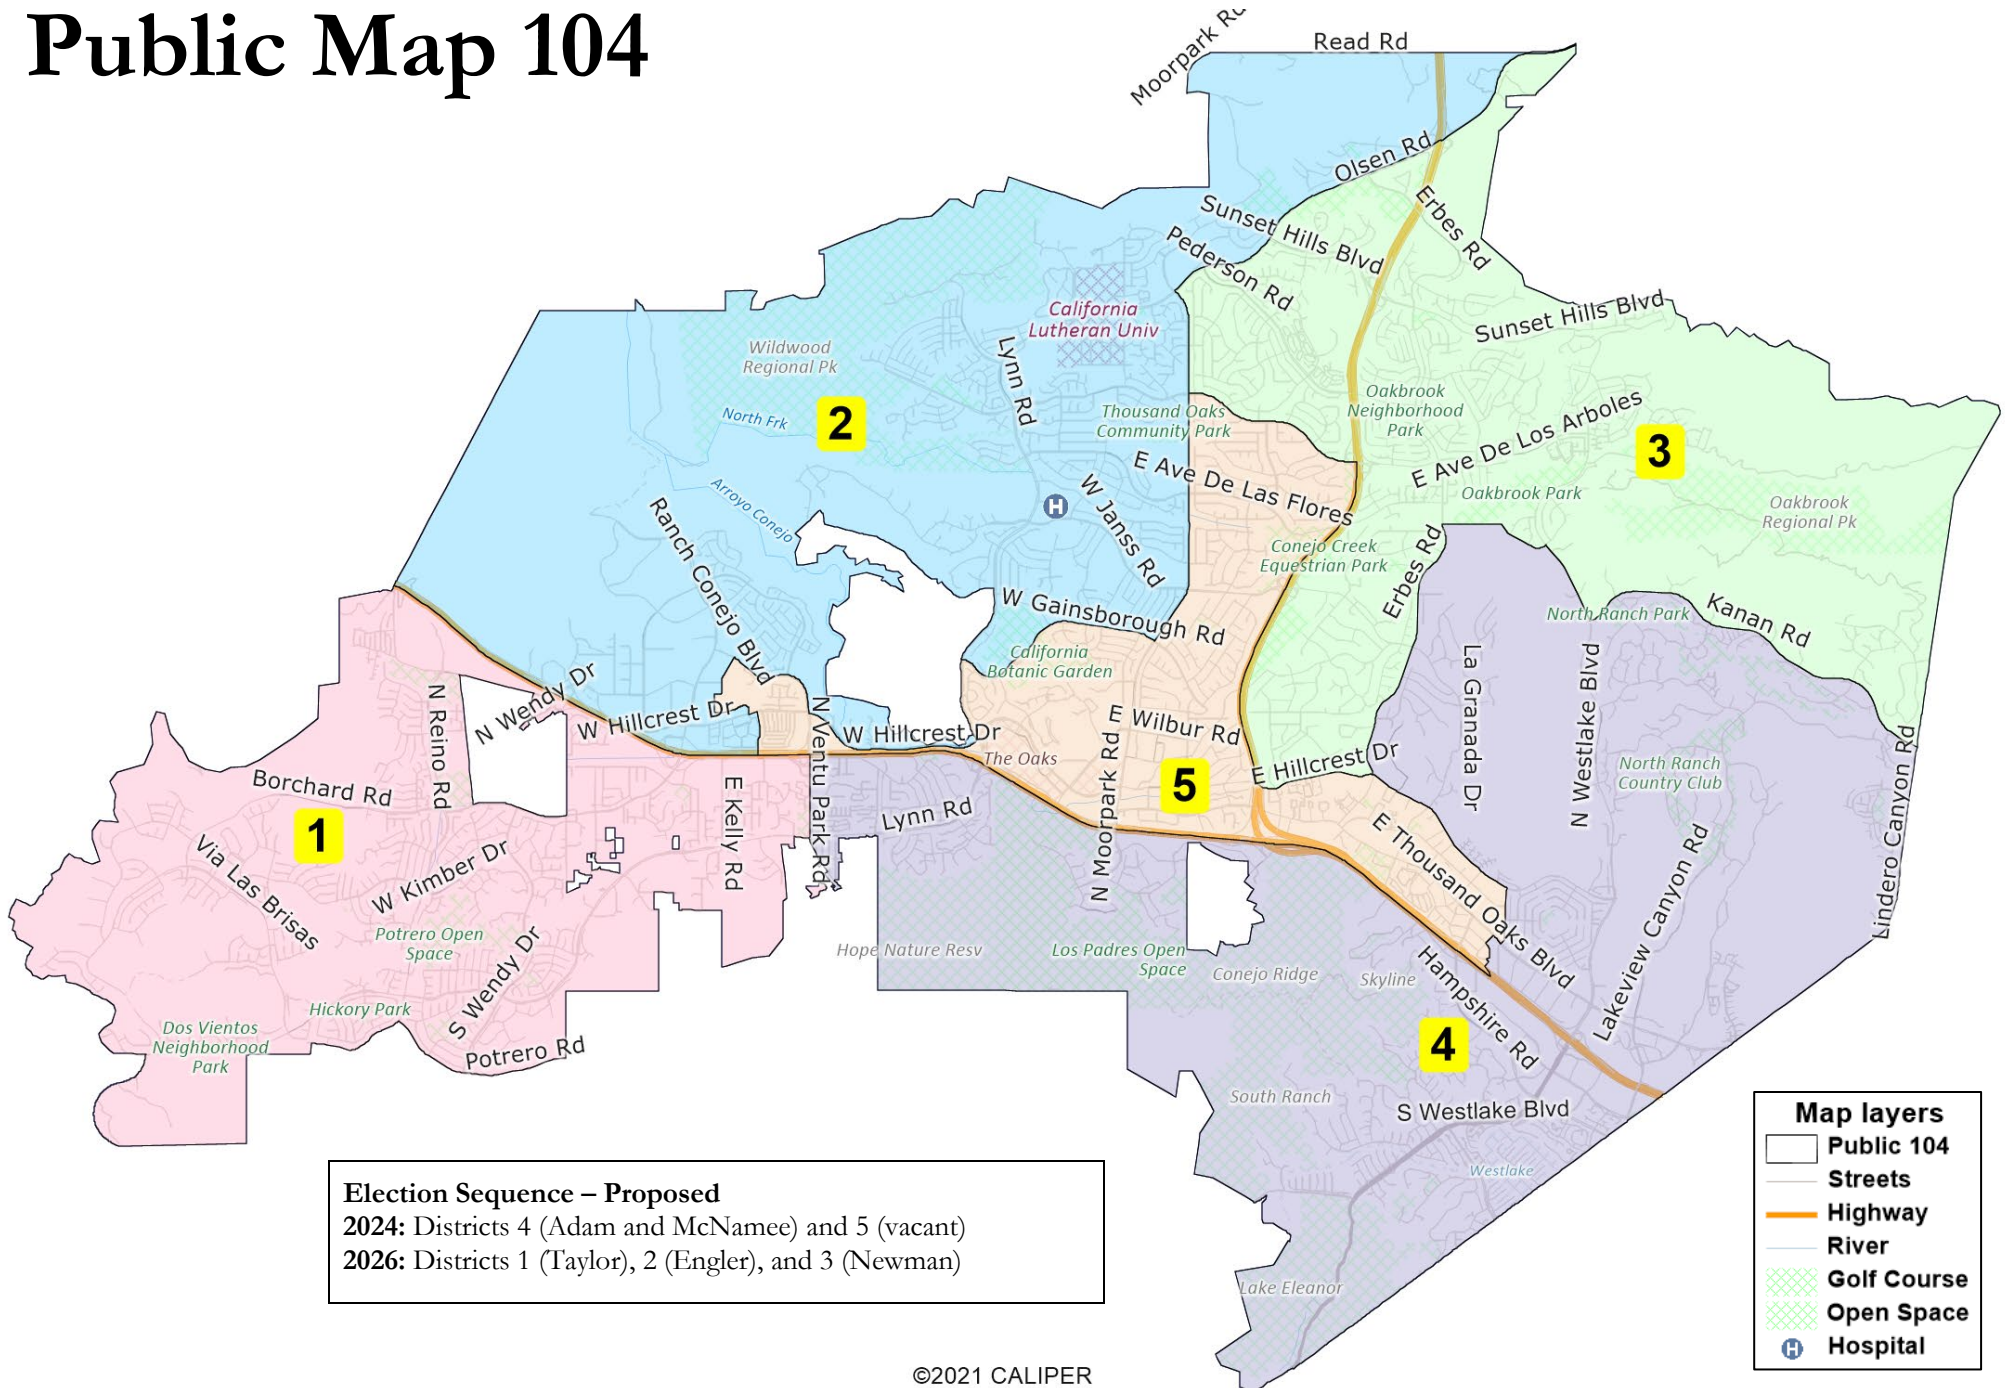 Public Map 104
Moorpark Rd
Read Rd
Olsen Rd
Erbes Rd
Sunset Hills Blvd
Pederson Rd
Sunset Hills Blvd
California
Lutheran Univ
Wildwood
Regional Pk
Lynn Rd
North Frk
2
Thousand Oaks
Community Park
Oakbrook
Neighborhood
Park
E Ave De Los Arboles
3
Oakbrook Park
Oakbrook
Regional Pk
E Ave De Las Flores
W Janss Rd
H
Arroyo Conejo
Ranch Conejo Blvd
Conejo Creek
Equestrian Park
Erbes Rd
W Gainsborough Rd
California
Botanic Garden
North Ranch Park
Kanan Rd
La Granada Dr
N Westlake Blvd
N Wendy Dr
N Reino Rd
W Hillcrest Dr
N Ventu Park Rd
W Hillcrest Dr
The Oaks
E Wilbur Rd
N Moorpark Rd
5
E Hillcrest Dr
North Ranch
Country Club
Lindero Canyon Rd
Borchard Rd
1
E Kelly Rd
Lynn Rd
E Thousand Oaks Blvd
Via Las Brisas
W Kimber Dr
Potrero Open
Space
S Wendy Dr
Hope Nature Resv
Los Padres Open
Space
Conejo Ridge
Skyline
Hampshire Rd
Lakeview Canyon Rd
Hickory Park
Dos Vientos
Neighborhood
Park
Potrero Rd
4
South Ranch
S Westlake Blvd
Westlake
Lake Eleanor
Election Sequence – Proposed
2024: Districts 4 (Adam and McNamee) and 5 (vacant)
2026: Districts 1 (Taylor), 2 (Engler), and 3 (Newman)
Map layers
Public 104
Streets
Highway
River
Golf Course
Open Space
H Hospital
©2021 CALIPER